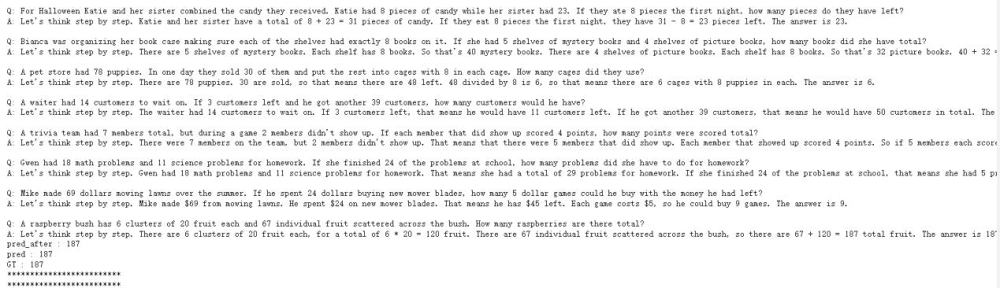 Q: For Halloween Katie and her sister combined the candy they received. Katie had 8 pieces of candy while her sister had 23. If they ate 8 pieces the first night, how many pieces do they have left?
A: Let's think step by step. Katie and her sister have a total of 8 + 23 = 31 pieces of candy. If they eat 8 pieces the first night, they have 31 - 8 = 23 pieces left. The answer is 23.
Q: Bianca was organizing her book case making sure each of the shelves had exactly 8 books on it. If she had 5 shelves of mystery books and 4 shelves of picture books, how many books did she have total?
A: Let's think step by step. There are 5 shelves of mystery books. Each shelf has 8 books. So that's 40 mystery books. There are 4 shelves of picture books. Each shelf has 8 books. So that's 32 picture books. 40 + 32 =
Q: A pet store had 78 puppies. In one day they sold 30 of them and put the rest into cages with 8 in each cage. How many cages did they use?
A: Let's think step by step. There are 78 puppies. 30 are sold, so that means there are 48 left. 48 divided by 8 is 6, so that means there are 6 cages with 8 puppies in each. The answer is 6.
Q: A waiter had 14 customers to wait on. If 3 customers left and he got another 39 customers, how many customers would he have?
A: Let's think step by step. The waiter had 14 customers to wait on. If 3 customers left, that means he would have 11 customers left. If he got another 39 customers, that means he would have 50 customers in total. The
Q: A trivia team had 7 members total, but during a game 2 members didn't show up. If each member that did show up scored 4 points, how many points were scored total?
A: Let's think step by step. There were 7 members on the team, but 2 members didn't show up. That means that there were 5 members that did show up. Each member that showed up scored 4 points. So if 5 members each score
Q: Gwen had 18 math problems and 11 science problems for homework. If she finished 24 of the problems at school, how many problems did she have to do for homework?
A: Let's think step by step. Gwen had 18 math problems and 11 science problems for homework. That means she had a total of 29 problems for homework. If she finished 24 of the problems at school, that means she had 5
Q: Mike made 69 dollars mowing lawns over the summer. If he spent 24 dollars buying new mower blades, how many 5 dollar games could he buy with the money he had left?
A: Let's think step by step. Mike made $69 from mowing lawns. He spent $24 on new mower blades. That means he has $45 left. Each game costs $5, so he could buy 9 games. The answer is 9.
Q: A raspberry bush has 6 clusters of 20 fruit each and 67 individual fruit scattered across the bush. How many raspberries are there total?
A: Let's think step by step. There are 6 clusters of 20 fruit each, for a total of 6 * 20 = 120 fruit. There are 67 individual fruit scattered across the bush, so there are 67 + 120 = 187 total fruit. The answer is
pred_after : 187
pred : 187
GT : 187
*************************
*************************